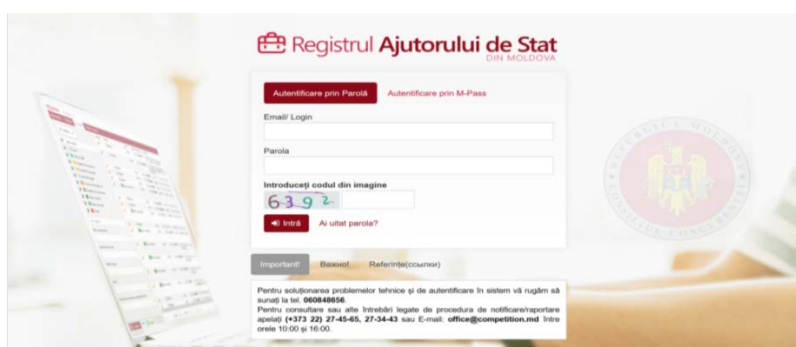 Registrul Ajutorului de Stat
DIN MOLDOVA
Autentificare prin Parolă Autentificare prin M-Pass
Email/ Login
Parola
Introduceți codul din imagine
6392
Intră Ai uitat parola?
Important! Важно! Referințe(ссылки)
Pentru soluționarea problemelor tehnice și de autentificare în sistem vă rugăm să
sunați la tel. 060848656.
Pentru consultare sau alte întrebări legate de procedura de notificare/raportare
apelați (+373 22) 27-45-65, 27-34-43 sau E-mail: office@competition.md între
orele 10:00 și 16:00.
REPUBLICA MOLDOVA